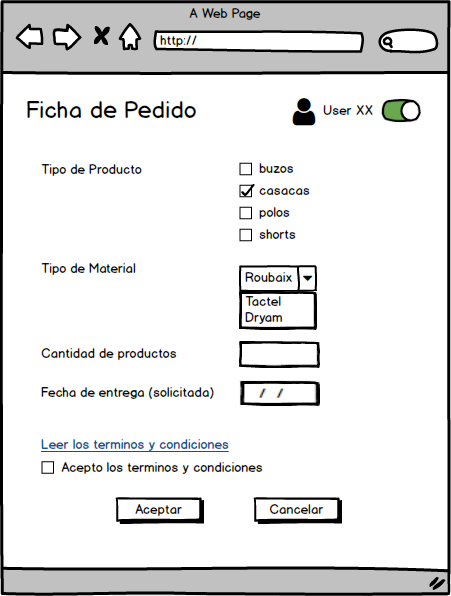 A Web Page
http://
Ficha de Pedido
User XX
Tipo de Producto
buzos
casacas
polos
shorts
Tipo de Material
Roubaix
Tactel
Dryam
Cantidad de productos
Fecha de entrega (solicitada)
/ /
Leer los terminos y condiciones
Acepto los terminos y condiciones
Aceptar
Cancelar